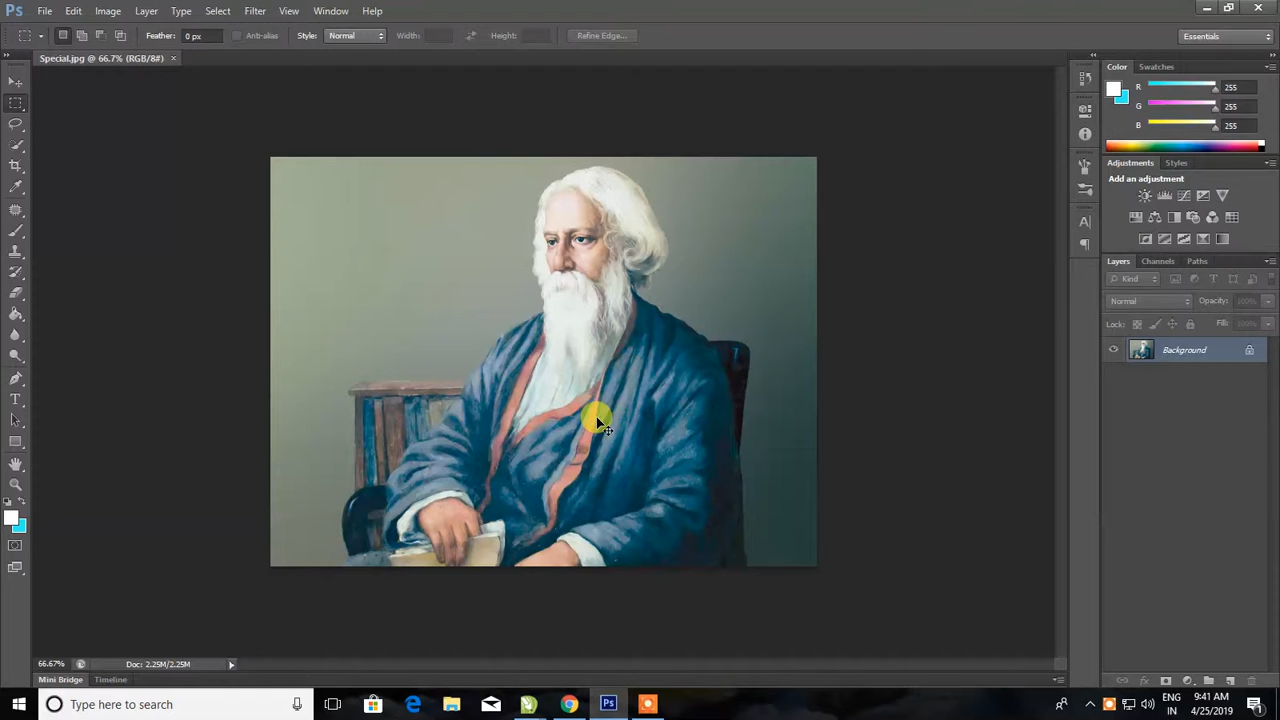 Ps File Edit Image Layer Type Select Filter View Window Help
Feather: 0 px Anti-alias Style: Normal Width: Height: Refine Edge... Essentials
Special.jpg @ 66.7% (RGB/8#) ×
Color Swatches
R 255
G 255
B 255
Adjustments Styles
Add an adjustment
Layers Channels Paths
Kind
Normal Opacity: 100%
Lock: Fill: 100%
Background
66.67% Doc: 2.25M/2.25M
Mini Bridge Timeline
Type here to search
Ps
ENG 9:41 AM
IN 4/25/2019